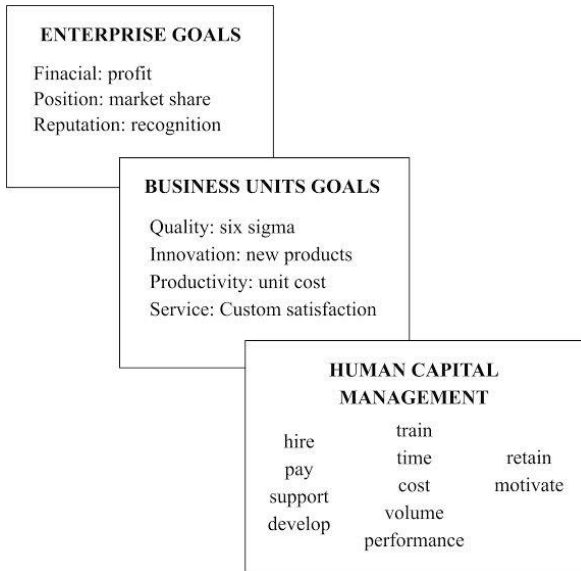 ENTERPRISE GOALS
Finacial: profit
Position: market share
Reputation: recognition
BUSINESS UNITS GOALS
Quality: six sigma
Innovation: new products
Productivity: unit cost
Service: Custom satisfaction
HUMAN CAPITAL
MANAGEMENT
hire
pay
support
develop
train
time
cost
volume
performance
retain
motivate